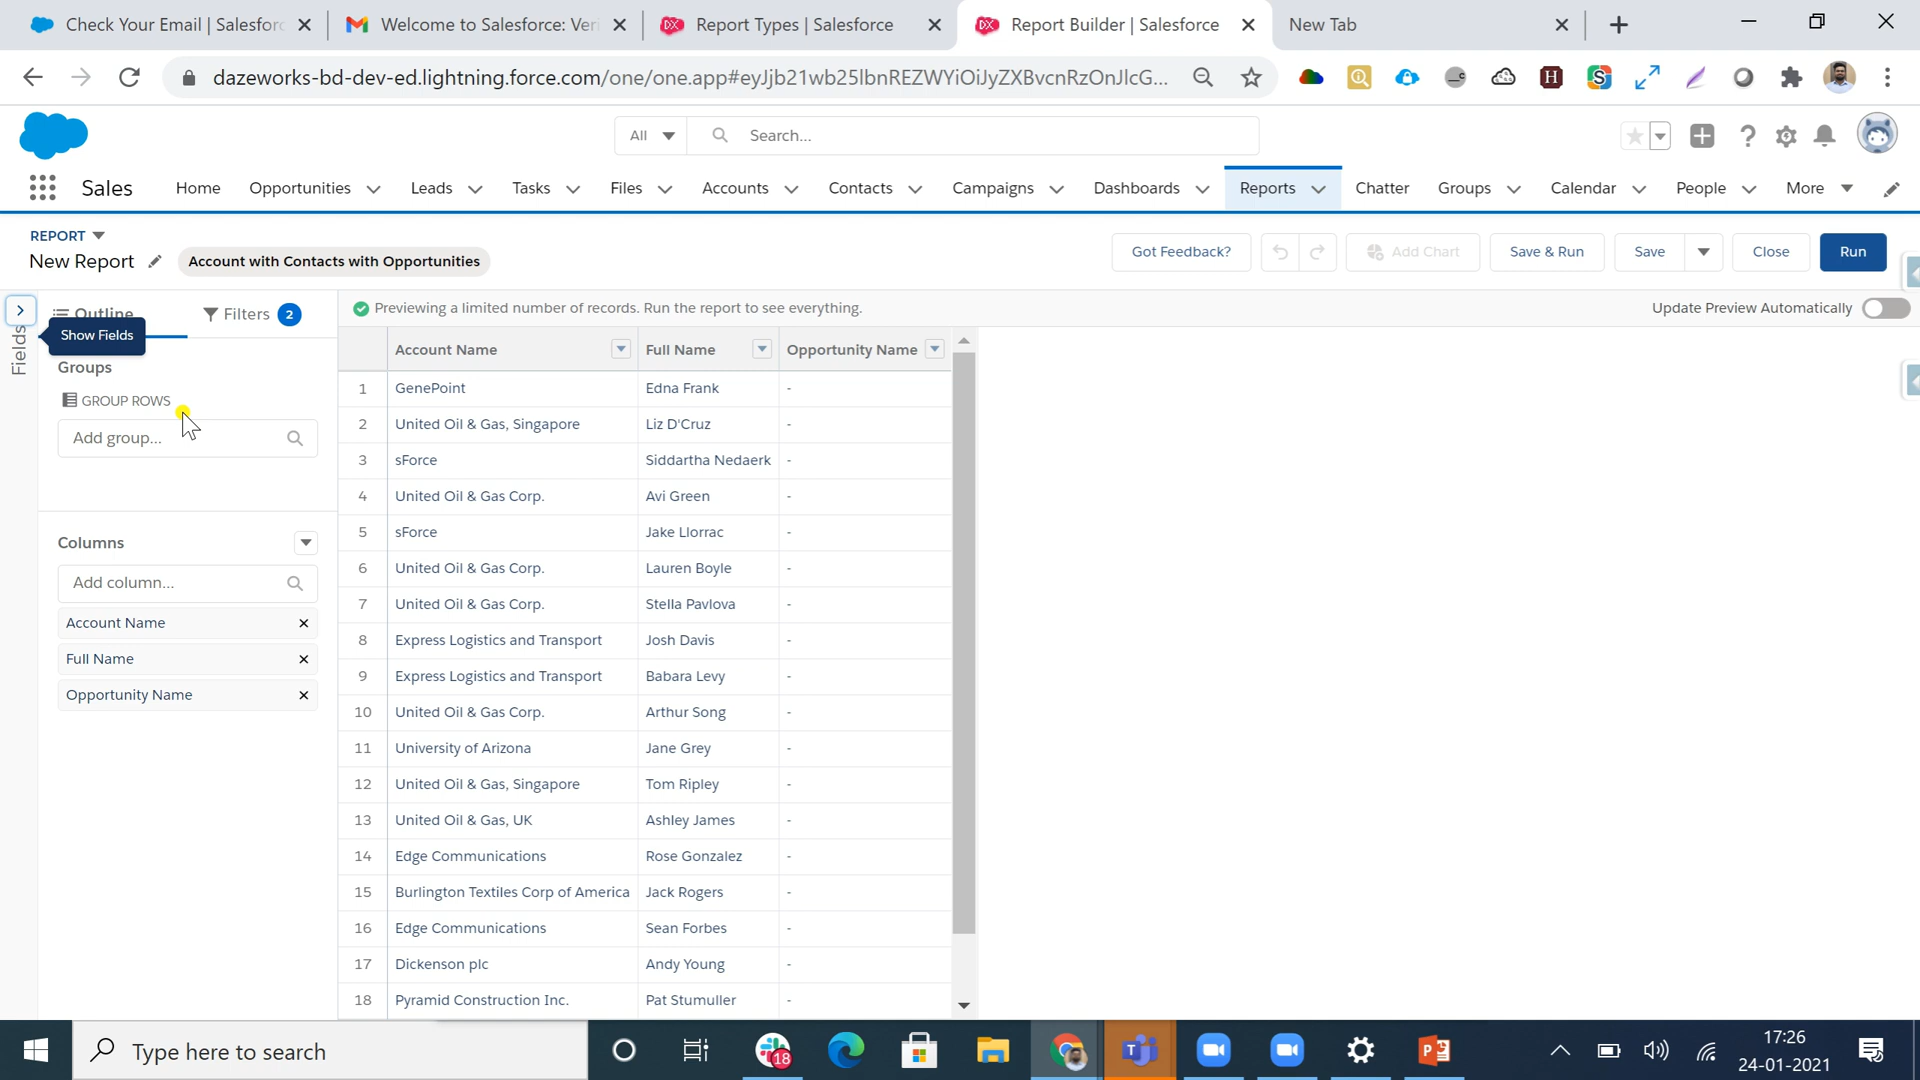 Check Your Email | Salesforc
Welcome to Salesforce: Veri
Report Types | Salesforce
Report Builder | Salesforce
New Tab
dazeworks-bd-dev-ed.lightning.force.com/one/one.app#eyJjb21wb25lbnREZWYiOiJyZXBvcnRzOnJlcG...
All
Search...
Sales
Home
Opportunities
Leads
Tasks
Files
Accounts
Contacts
Campaigns
Dashboards
Reports
Chatter
Groups
Calendar
People
More
REPORT
New Report
Account with Contacts with Opportunities
Got Feedback?
Add Chart
Save & Run
Save
Close
Run
Fields
Outline
Filters 2
Show Fields
Previewing a limited number of records. Run the report to see everything.
Update Preview Automatically
Groups
GROUP ROWS
Add group...
Columns
Add column...
Account Name
Full Name
Opportunity Name
Account Name Full Name Opportunity Name
1 GenePoint Edna Frank -
2 United Oil & Gas, Singapore Liz D'Cruz -
3 sForce Siddartha Nedaerk -
4 United Oil & Gas Corp. Avi Green -
5 sForce Jake Llorrac -
6 United Oil & Gas Corp. Lauren Boyle -
7 United Oil & Gas Corp. Stella Pavlova -
8 Express Logistics and Transport Josh Davis -
9 Express Logistics and Transport Babara Levy -
10 United Oil & Gas Corp. Arthur Song -
11 University of Arizona Jane Grey -
12 United Oil & Gas, Singapore Tom Ripley -
13 United Oil & Gas, UK Ashley James -
14 Edge Communications Rose Gonzalez -
15 Burlington Textiles Corp of America Jack Rogers -
16 Edge Communications Sean Forbes -
17 Dickenson plc Andy Young -
18 Pyramid Construction Inc. Pat Stumuller -
Type here to search
18
17:26
24-01-2021